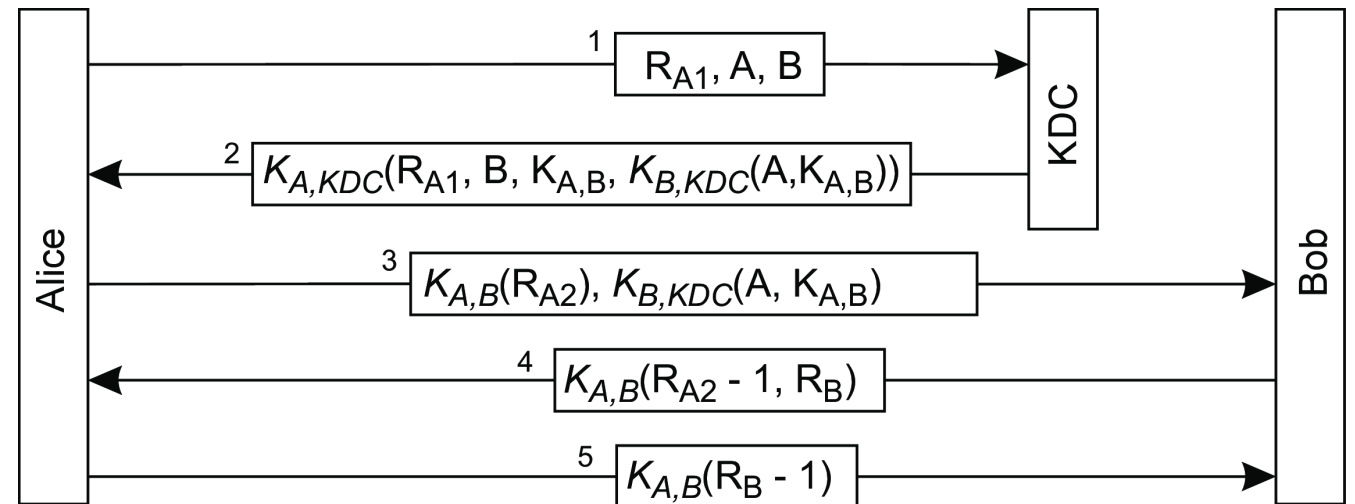 1
R_A1, A, B
KDC
2
K_A,KDC(R_A1, B, K_A,B, K_B,KDC(A,K_A,B))
Alice
3
K_A,B(R_A2), K_B,KDC(A, K_A,B)
Bob
4
K_A,B(R_A2 - 1, R_B)
5
K_A,B(R_B - 1)